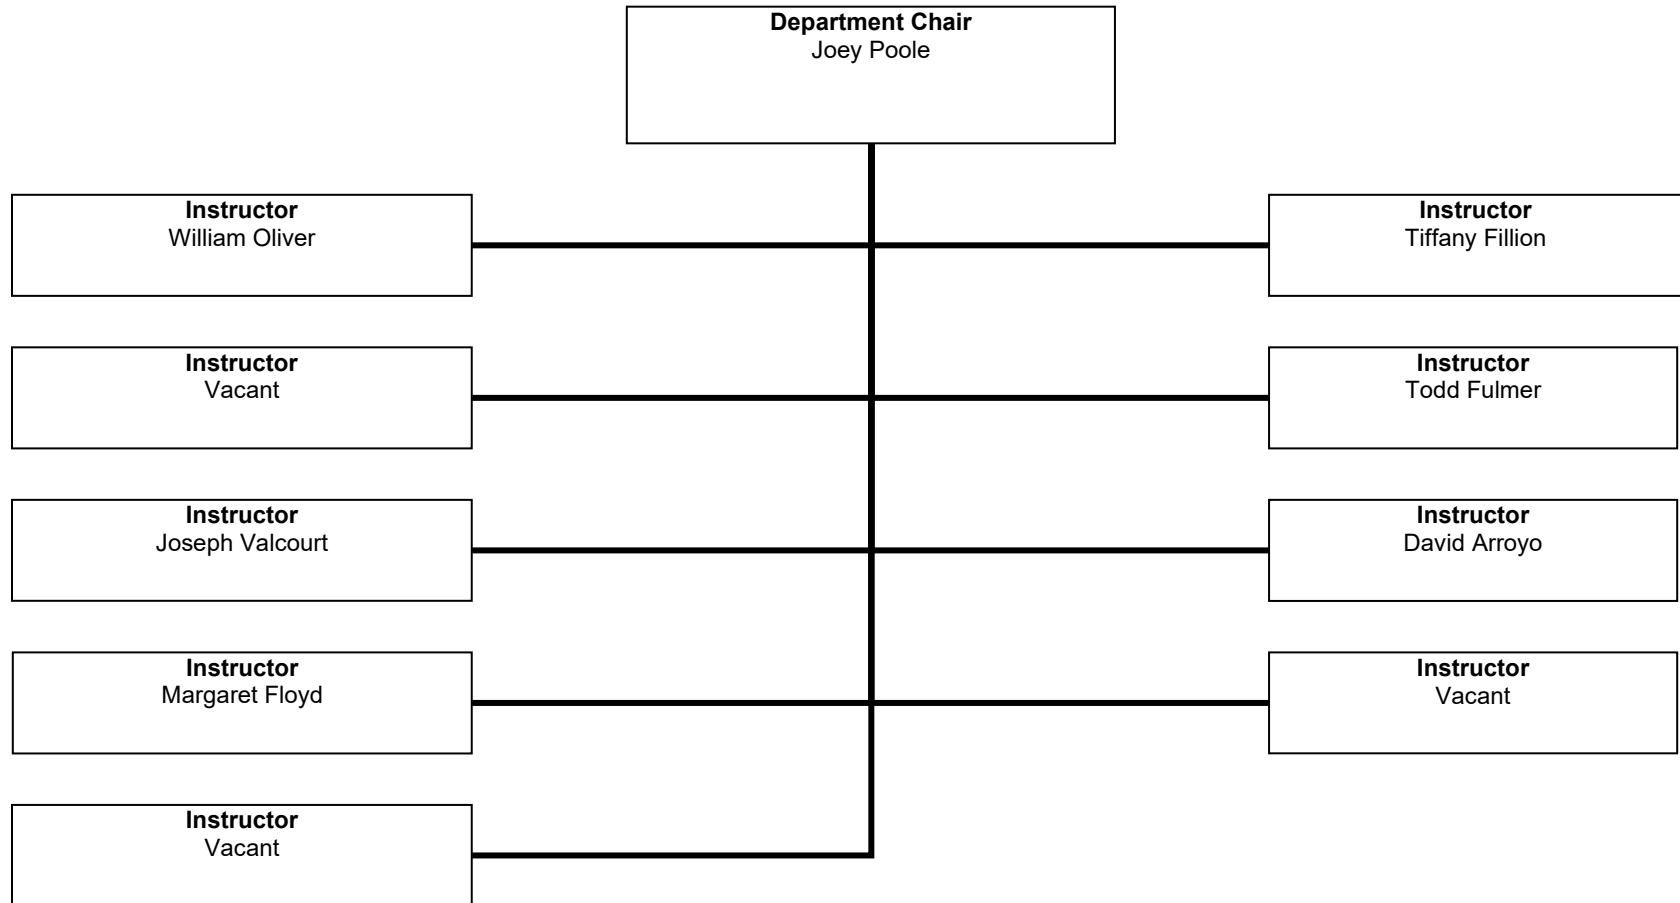 Department Chair
Joey Poole
Instructor
William Oliver
Instructor
Tiffany Fillion
Instructor
Vacant
Instructor
Todd Fulmer
Instructor
Joseph Valcourt
Instructor
David Arroyo
Instructor
Margaret Floyd
Instructor
Vacant
Instructor
Vacant